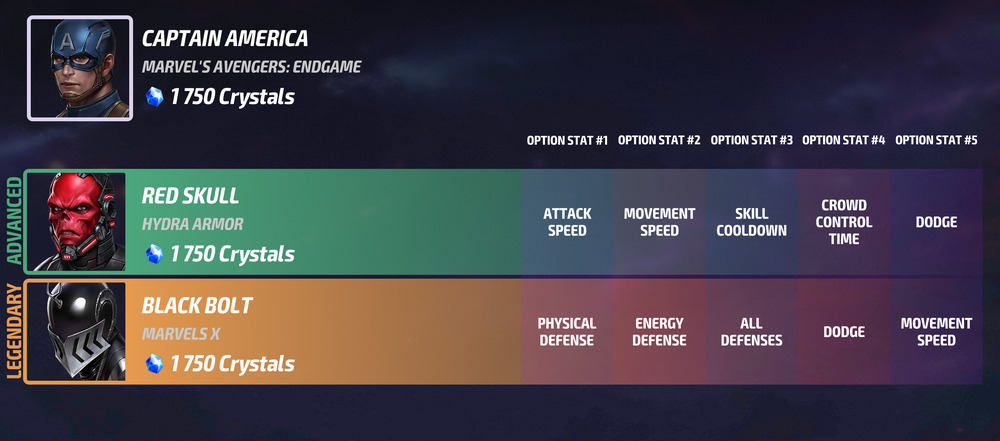 CAPTAIN AMERICA
MARVEL'S AVENGERS: ENDGAME
1 750 Crystals
OPTION STAT #1 OPTION STAT #2 OPTION STAT #3 OPTION STAT #4 OPTION STAT #5
ADVANCED
RED SKULL
HYDRA ARMOR
1 750 Crystals
ATTACK
SPEED
MOVEMENT
SPEED
SKILL
COOLDOWN
CROWD
CONTROL
TIME
DODGE
LEGENDARY
BLACK BOLT
MARVELS X
1 750 Crystals
PHYSICAL
DEFENSE
ENERGY
DEFENSE
ALL
DEFENSES
DODGE
MOVEMENT
SPEED